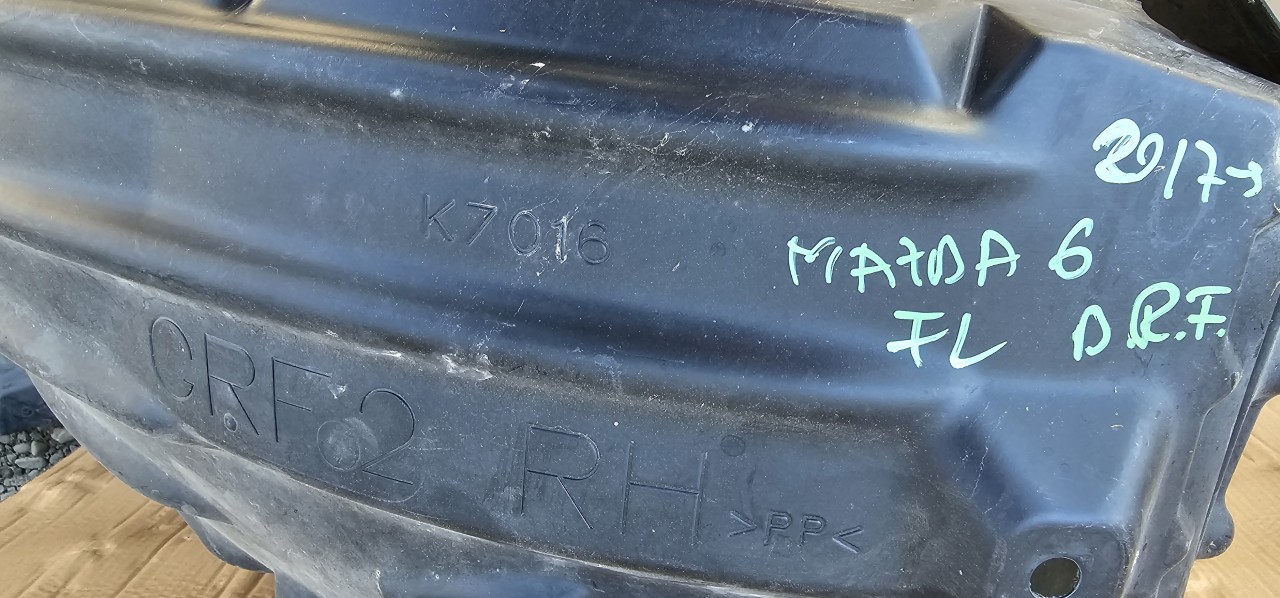 2017→
MAZDA 6
FL D.R.F.
K7016
GRF2 RH
>PP<